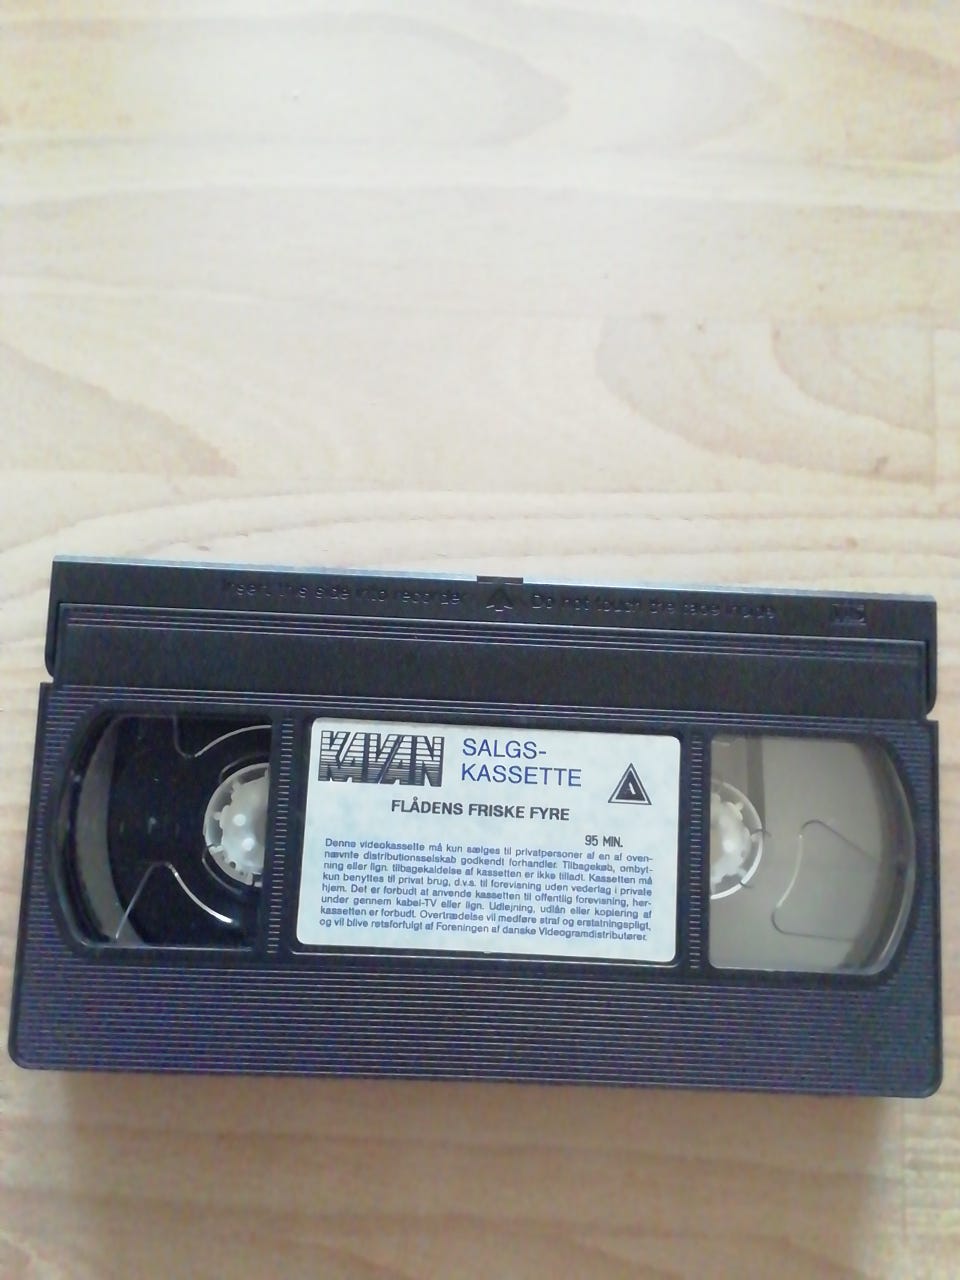 Insert this side into recorder Do not touch the tape inside VHS
KAVAN
SALGS-
KASSETTE
A
FLÅDENS FRISKE FYRE
95 MIN.
Denne videokassette må kun sælges til privatpersoner af en af oven-
nævnte distributionsselskab godkendt forhandler. Tilbagekøb, ombyt-
ning eller lign. tilbagekaldelse af kassetten er ikke tilladt. Kassetten må
kun benyttes til privat brug, d.v.s. til forevisning uden vederlag i private
hjem. Det er forbudt at anvende kassetten til offentlig forevisning, her-
under gennem kabel-TV eller lign. Udlejning, udlån eller kopiering af
kassetten er forbudt. Overtrædelse vil medføre straf og erstatningspligt,
og vil blive retsforfulgt af Foreningen af danske Videogramdistributører.